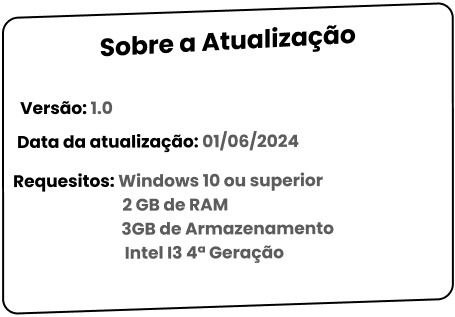 Sobre a Atualização
Versão: 1.0
Data da atualização: 01/06/2024
Requesitos: Windows 10 ou superior
2 GB de RAM
3GB de Armazenamento
Intel I3 4ª Geração